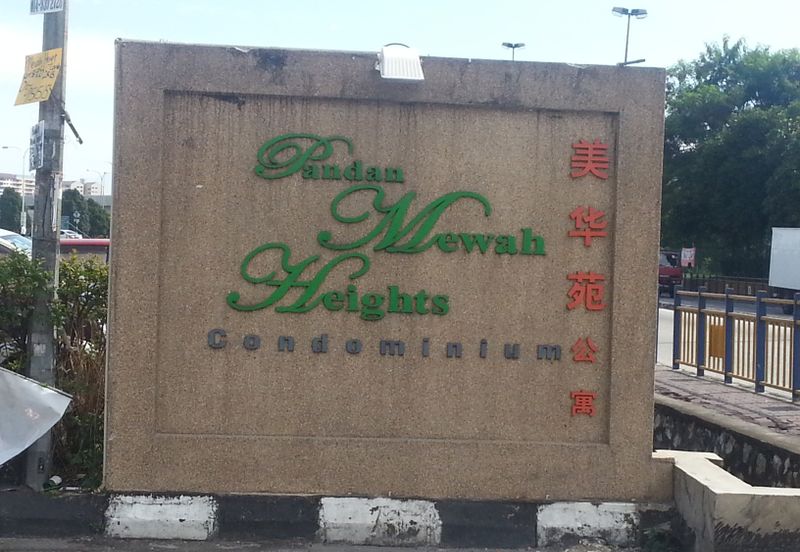 Pandan
Mewah
Heights
Condominium
美华苑公寓